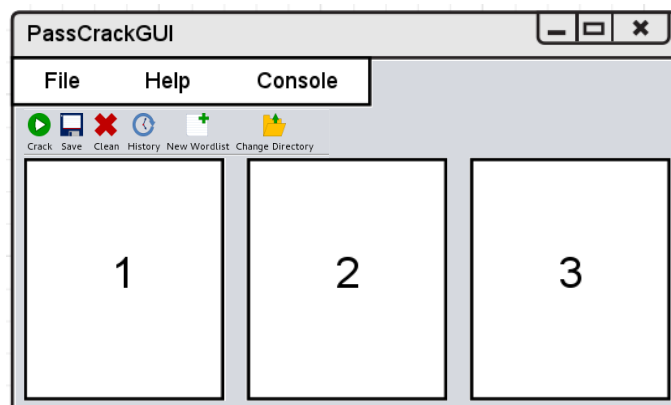 PassCrackGUI
File Help Console
Crack Save Clean History New Wordlist Change Directory
1 2 3